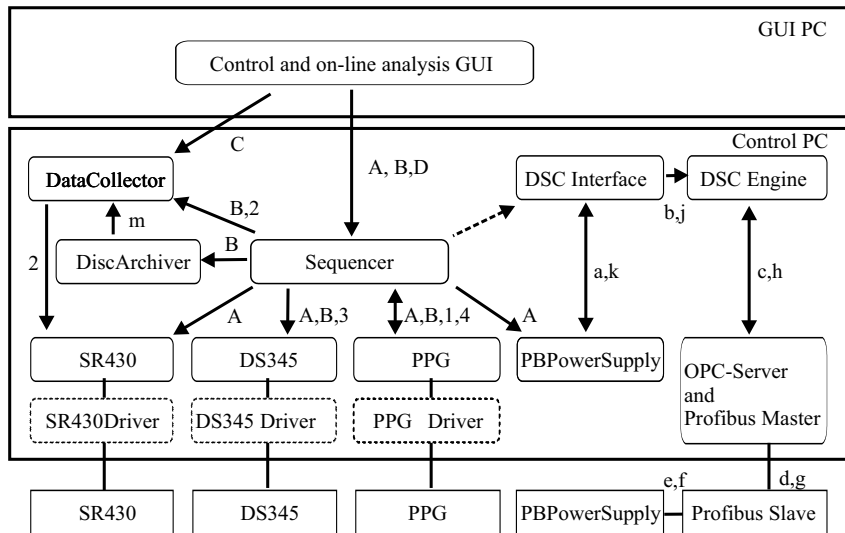 GUI PC
Control and on-line analysis GUI
Control PC
C
A, B,D
DataCollector
DSC Interface
DSC Engine
B,2
b,j
m
B
2
DiscArchiver
Sequencer
a,k
c,h
A
A,B,3
A,B,1,4
A
SR430
DS345
PPG
PBPowerSupply
OPC-Server
and
Profibus Master
SR430Driver
DS345 Driver
PPG Driver
e,f
d,g
SR430
DS345
PPG
PBPowerSupply
Profibus Slave